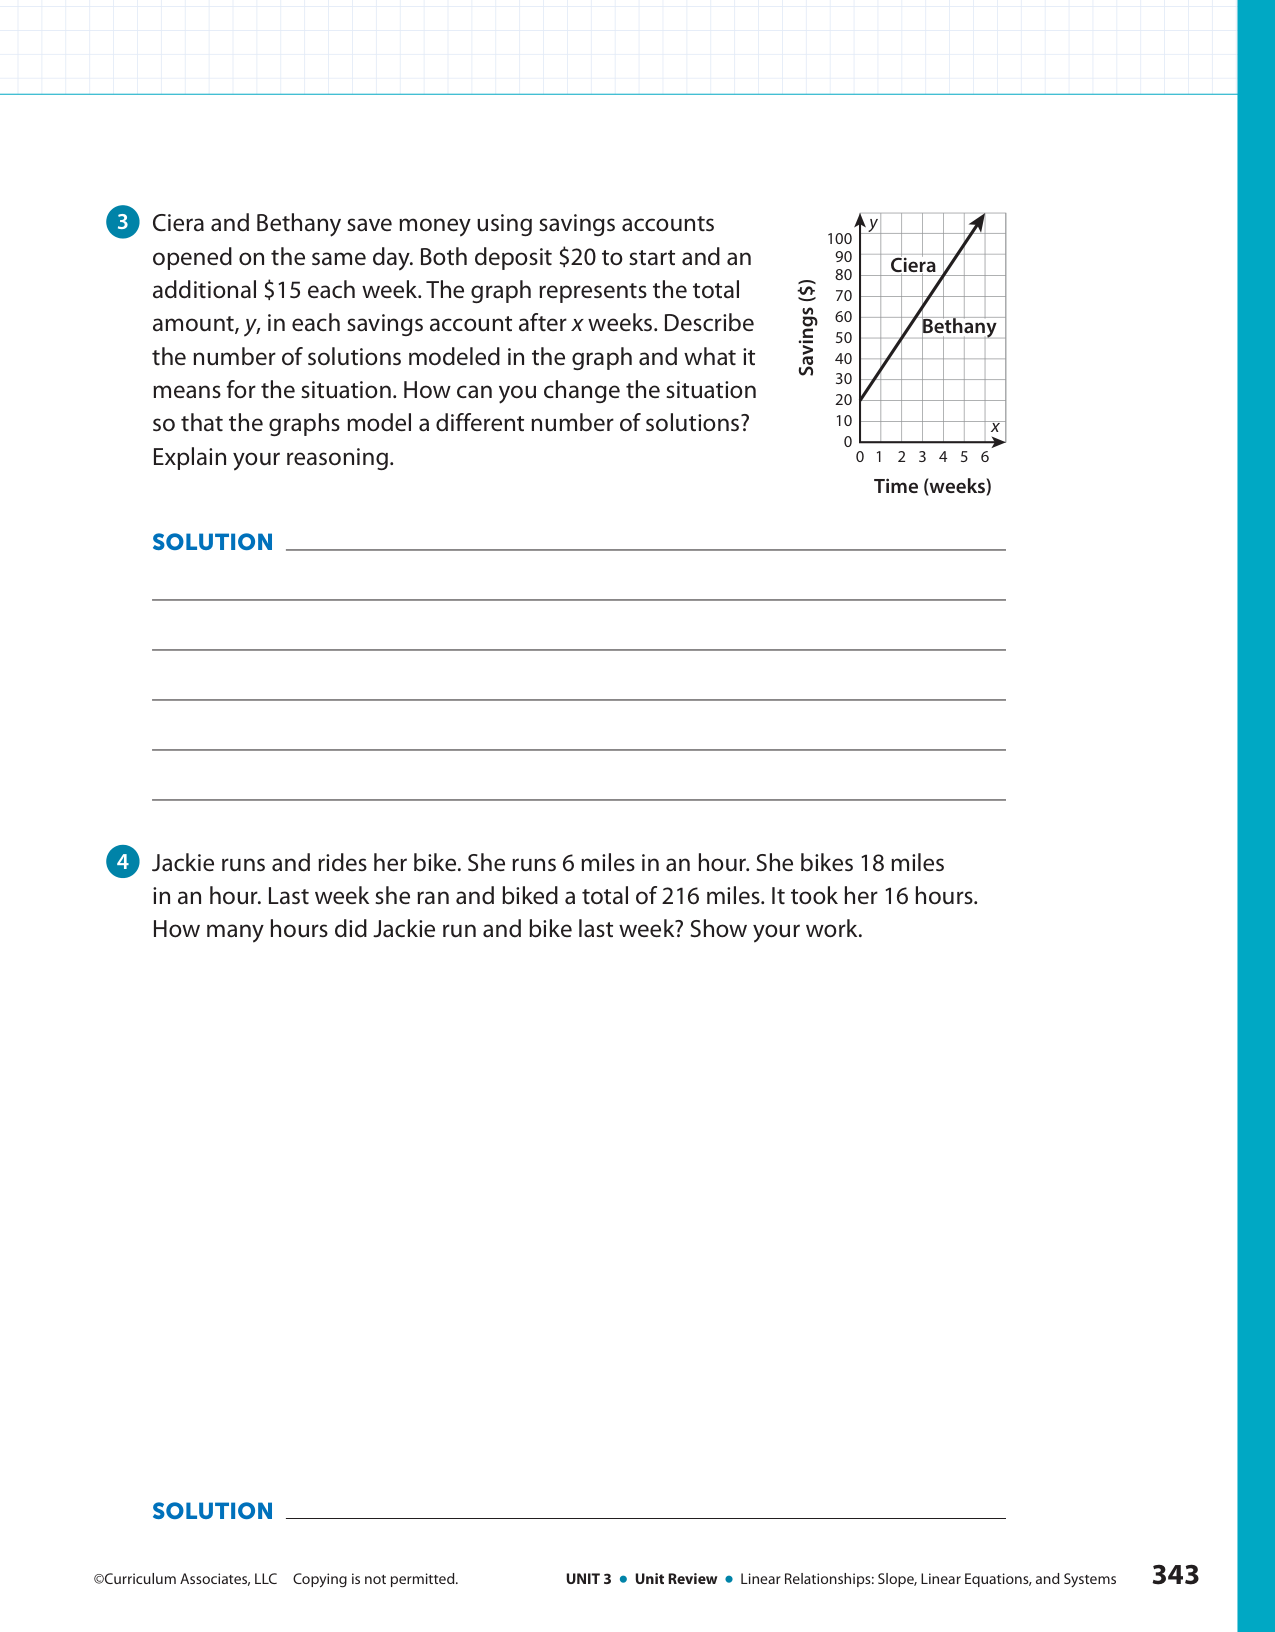 3 Ciera and Bethany save money using savings accounts
opened on the same day. Both deposit $20 to start and an
additional $15 each week. The graph represents the total
amount, y, in each savings account after x weeks. Describe
the number of solutions modeled in the graph and what it
means for the situation. How can you change the situation
so that the graphs model a different number of solutions?
Explain your reasoning.
Savings ($)
y
100
90
80
70
60
50
40
30
20
10
0
Ciera
Bethany
x
0 1 2 3 4 5 6
Time (weeks)
SOLUTION
4 Jackie runs and rides her bike. She runs 6 miles in an hour. She bikes 18 miles
in an hour. Last week she ran and biked a total of 216 miles. It took her 16 hours.
How many hours did Jackie run and bike last week? Show your work.
SOLUTION
©Curriculum Associates, LLC Copying is not permitted. UNIT 3 • Unit Review • Linear Relationships: Slope, Linear Equations, and Systems 343